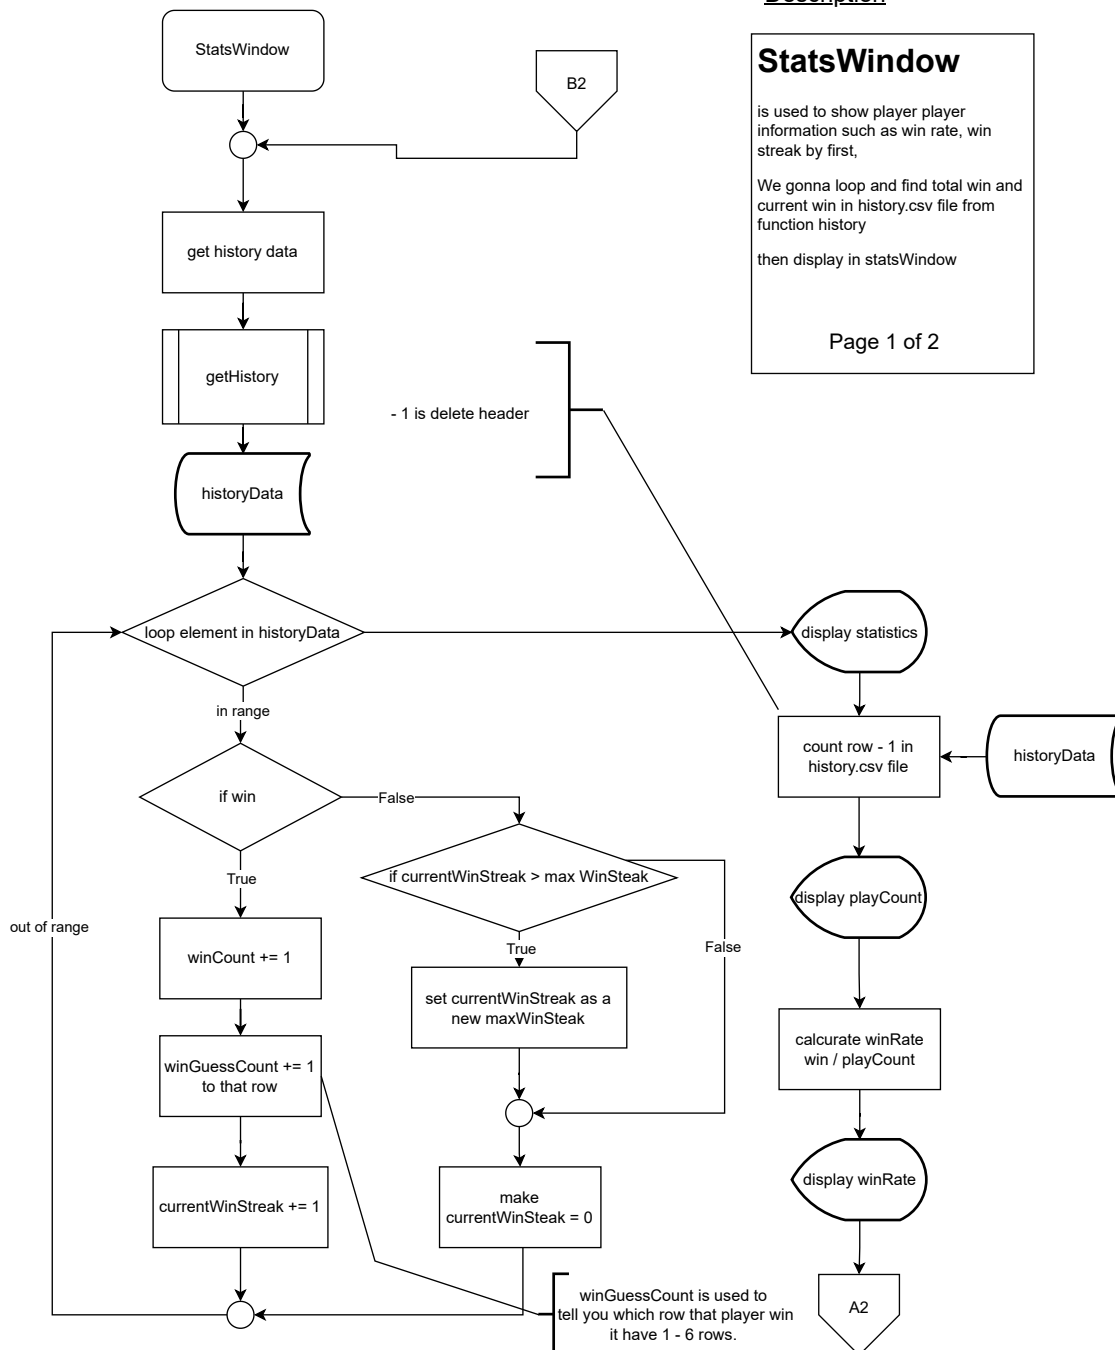 Description
StatsWindow
B2
StatsWindow
is used to show player player
information such as win rate, win
streak by first,
We gonna loop and find total win and
current win in history.csv file from
function history
then display in statsWindow
Page 1 of 2
get history data
getHistory
- 1 is delete header
historyData
loop element in historyData
display statistics
in range
count row - 1 in
history.csv file
historyData
if win
False
if currentWinStreak > max WinSteak
True
display playCount
out of range
winCount += 1
True
False
set currentWinStreak as a
new maxWinSteak
calcurate winRate
win / playCount
winGuessCount += 1
to that row
display winRate
currentWinStreak += 1
make
currentWinSteak = 0
winGuessCount is used to
tell you which row that player win
it have 1 - 6 rows.
A2